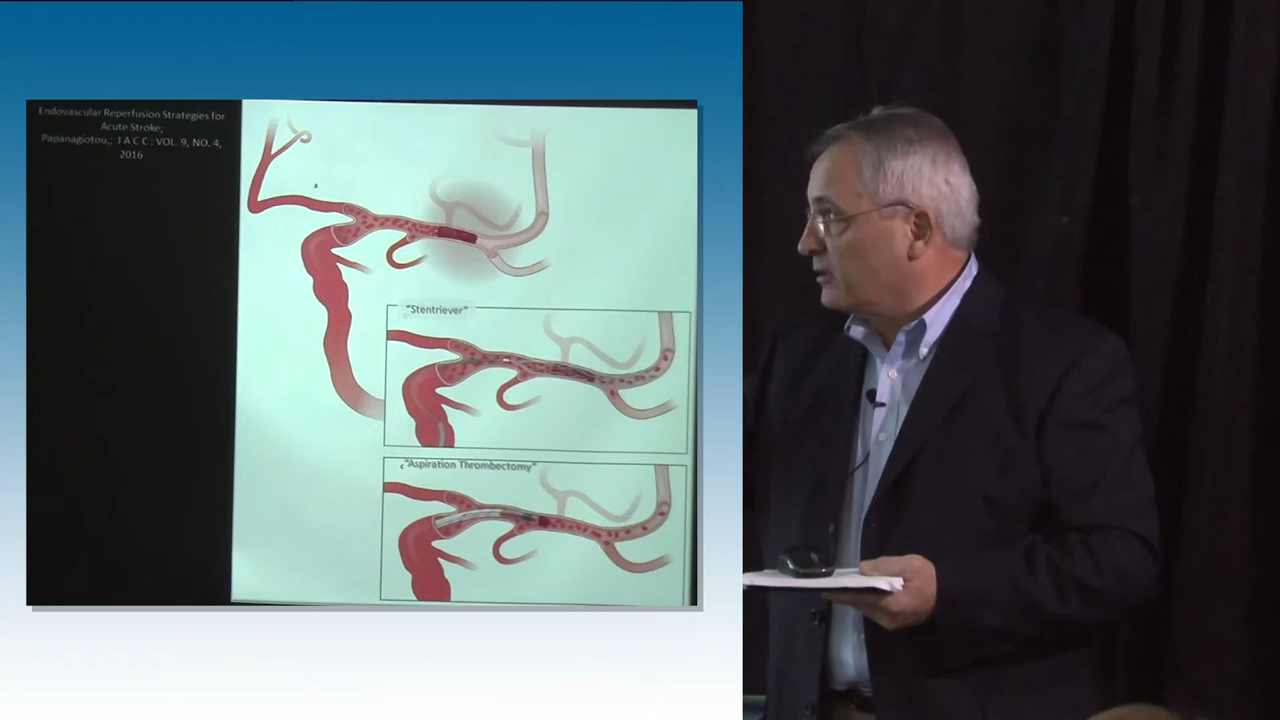 Endovascular Reperfusion Strategies for
Acute Stroke;
Papanagiotou,; J A C C : VOL. 9, NO. 4,
2016
a
"Stentriever"
c "Aspiration Thrombectomy"